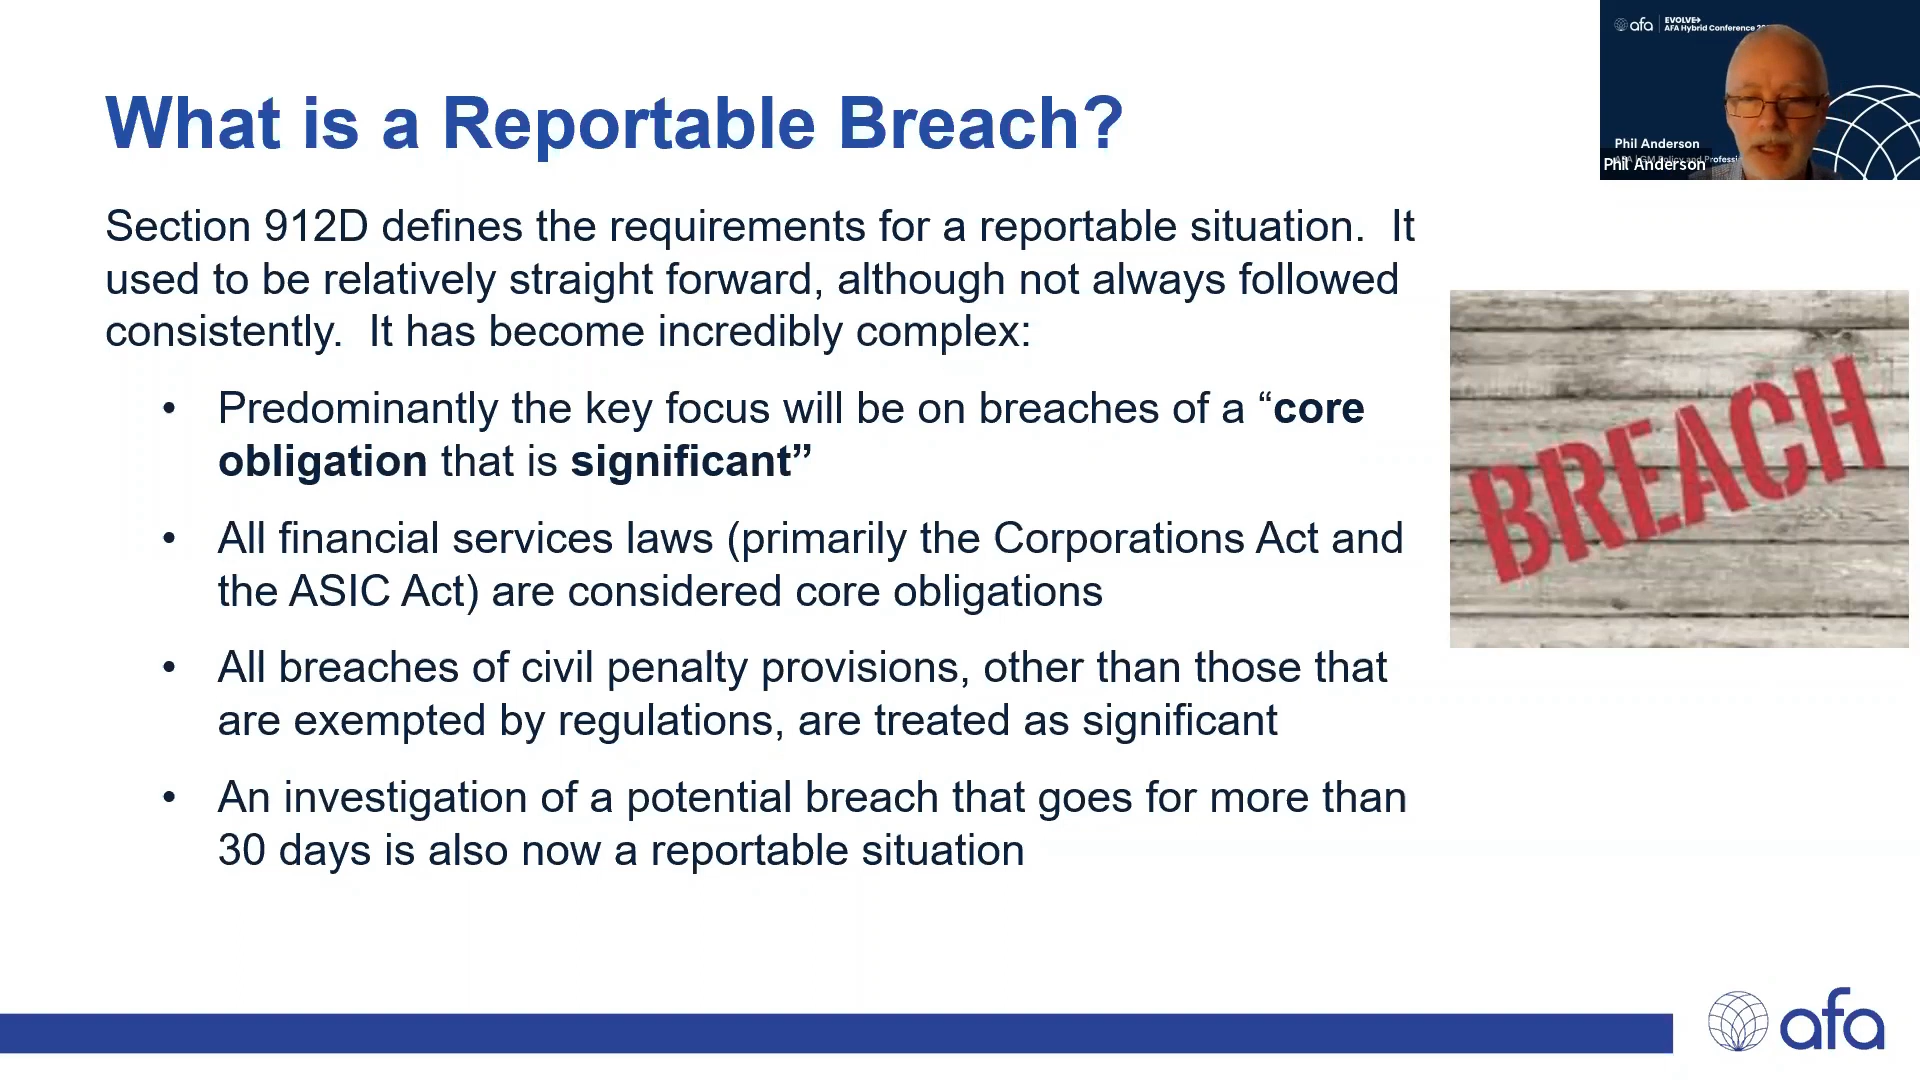 afa
EVOLVE
AFA Hybrid Conference
What is a Reportable Breach?
Phil Anderson
Phil Anderson
Section 912D defines the requirements for a reportable situation. It
used to be relatively straight forward, although not always followed
consistently. It has become incredibly complex:
• Predominantly the key focus will be on breaches of a “core
obligation that is significant”
BREACH
• All financial services laws (primarily the Corporations Act and
the ASIC Act) are considered core obligations
• All breaches of civil penalty provisions, other than those that
are exempted by regulations, are treated as significant
• An investigation of a potential breach that goes for more than
30 days is also now a reportable situation
afa